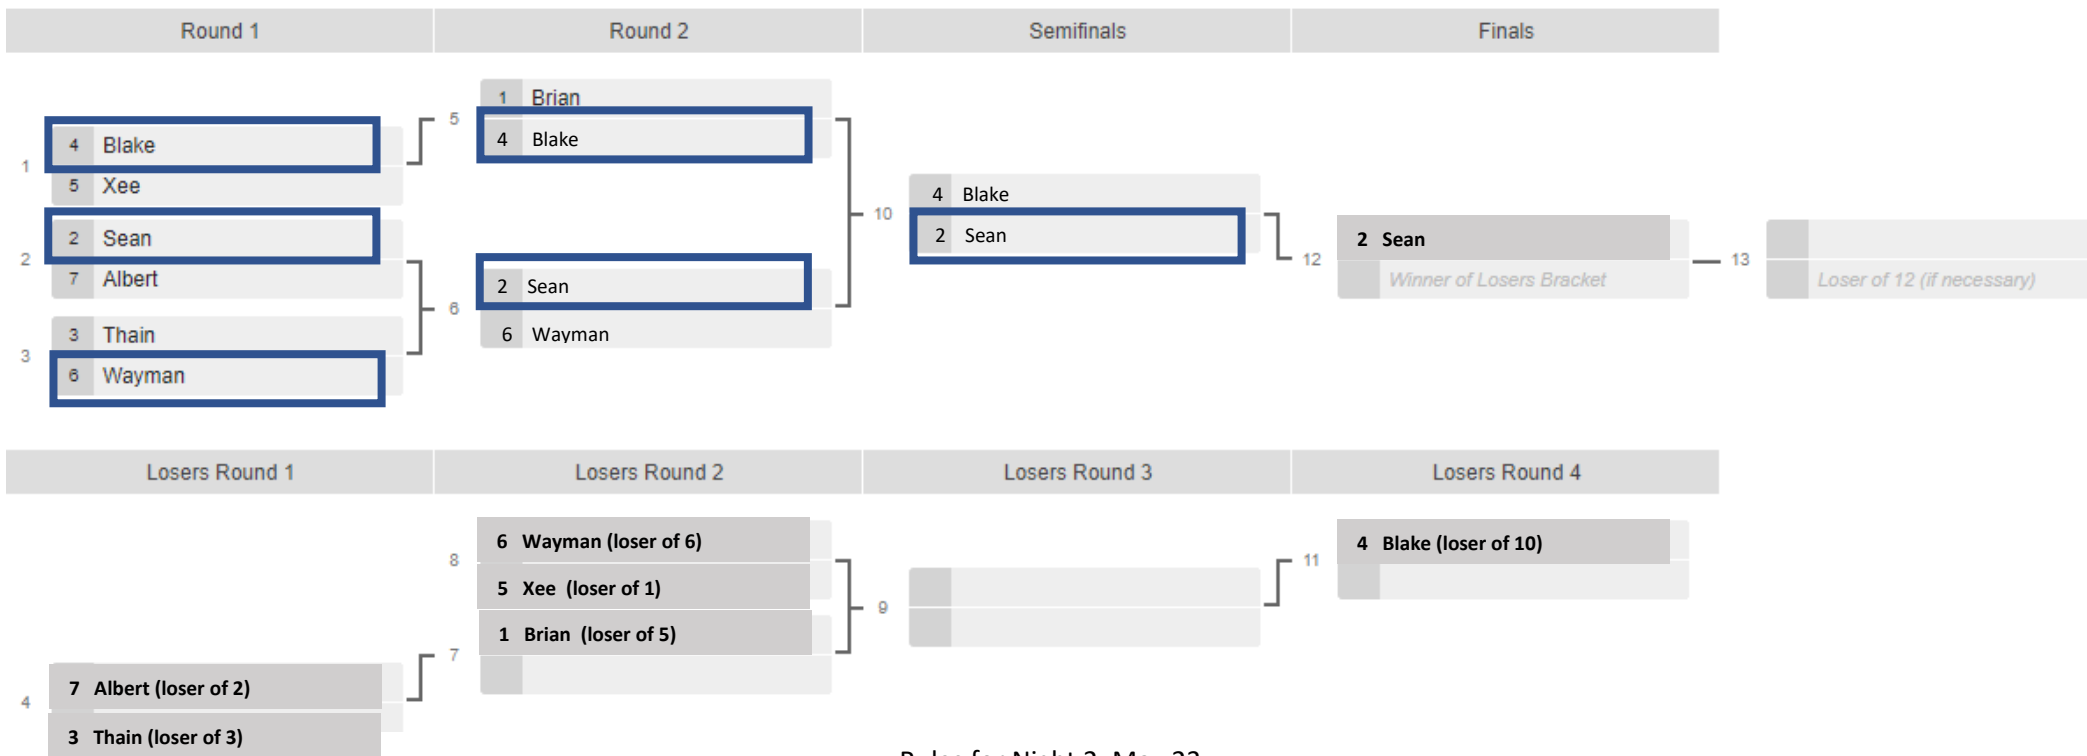 Round 1 Round 2 Semifinals Finals
1
4 Blake
5 Xee
2
2 Sean
7 Albert
3
3 Thain
6 Wayman
5
1 Brian
4 Blake
6
2 Sean
6 Wayman
10
4 Blake
2 Sean
12
2 Sean
Winner of Losers Bracket
13
Loser of 12 (if necessary)
Losers Round 1 Losers Round 2 Losers Round 3 Losers Round 4
4
7 Albert (loser of 2)
3 Thain (loser of 3)
8
6 Wayman (loser of 6)
5 Xee (loser of 1)
7
1 Brian (loser of 5)
9
11
4 Blake (loser of 10)